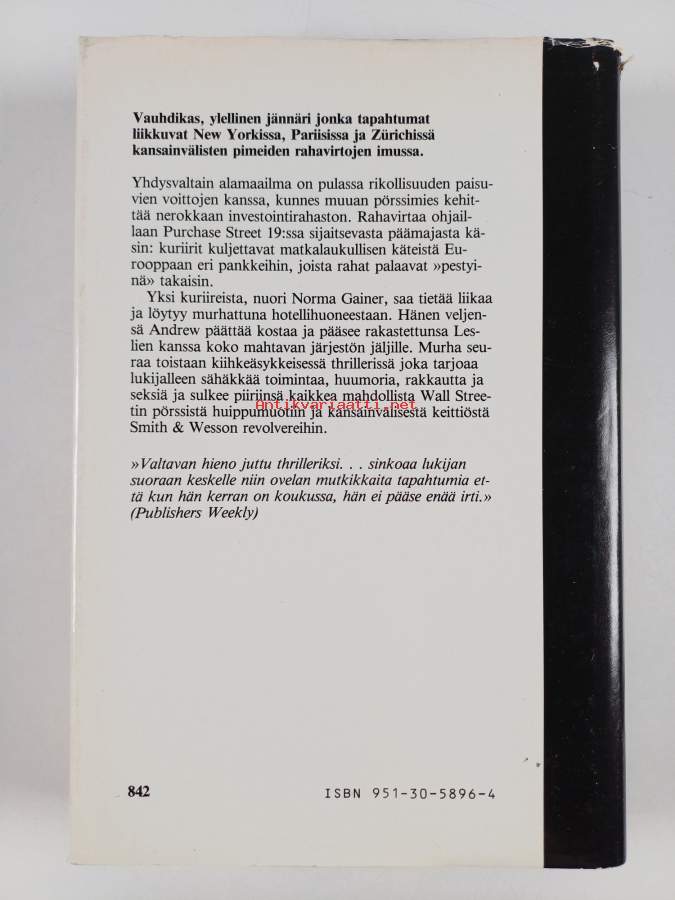 Vauhdikas, ylellinen jännäri jonka tapahtumat
liikkuvat New Yorkissa, Pariisissa ja Zürichissä
kansainvälisten pimeiden rahavirtojen imussa.
Yhdysvaltain alamaailma on pulassa rikollisuuden paisu-
vien voittojen kanssa, kunnes muuan pörssimies kehit-
tää nerokkaan investointirahaston. Rahavirtaa ohjail-
laan Purchase Street 19:ssa sijaitsevasta päämajasta kä-
sin: kuriirit kuljettavat matkalaukullisen käteistä Eu-
rooppaan eri pankkeihin, joista rahat palaavat »pestyi-
nä» takaisin.
Yksi kuriireista, nuori Norma Gainer, saa tietää liikaa
ja löytyy murhattuna hotellihuoneestaan. Hänen veljen-
sä Andrew päättää kostaa ja pääsee rakastettunsa Les-
lien kanssa koko mahtavan järjestön jäljille. Murha seu-
raa toistaan kiihkeäsykkeisessä thrillerissä joka tarjoaa
lukijalleen sähäkkää toimintaa, huumoria, rakkautta ja
seksiä ja sulkee piiriinsä kaikkea mahdollista Wall Stree-
tin pörssistä huippumuotiin ja kansainvälisestä keittiöstä
Antikvariaatti.net
Smith & Wesson revolvereihin.
»Valtavan hieno juttu thrilleriksi. . . sinkoaa lukijan
suoraan keskelle niin ovelan mutkikkaita tapahtumia et-
tä kun hän kerran on koukussa, hän ei pääse enää irti.»
(Publishers Weekly)
842
ISBN 951-30-5896-4